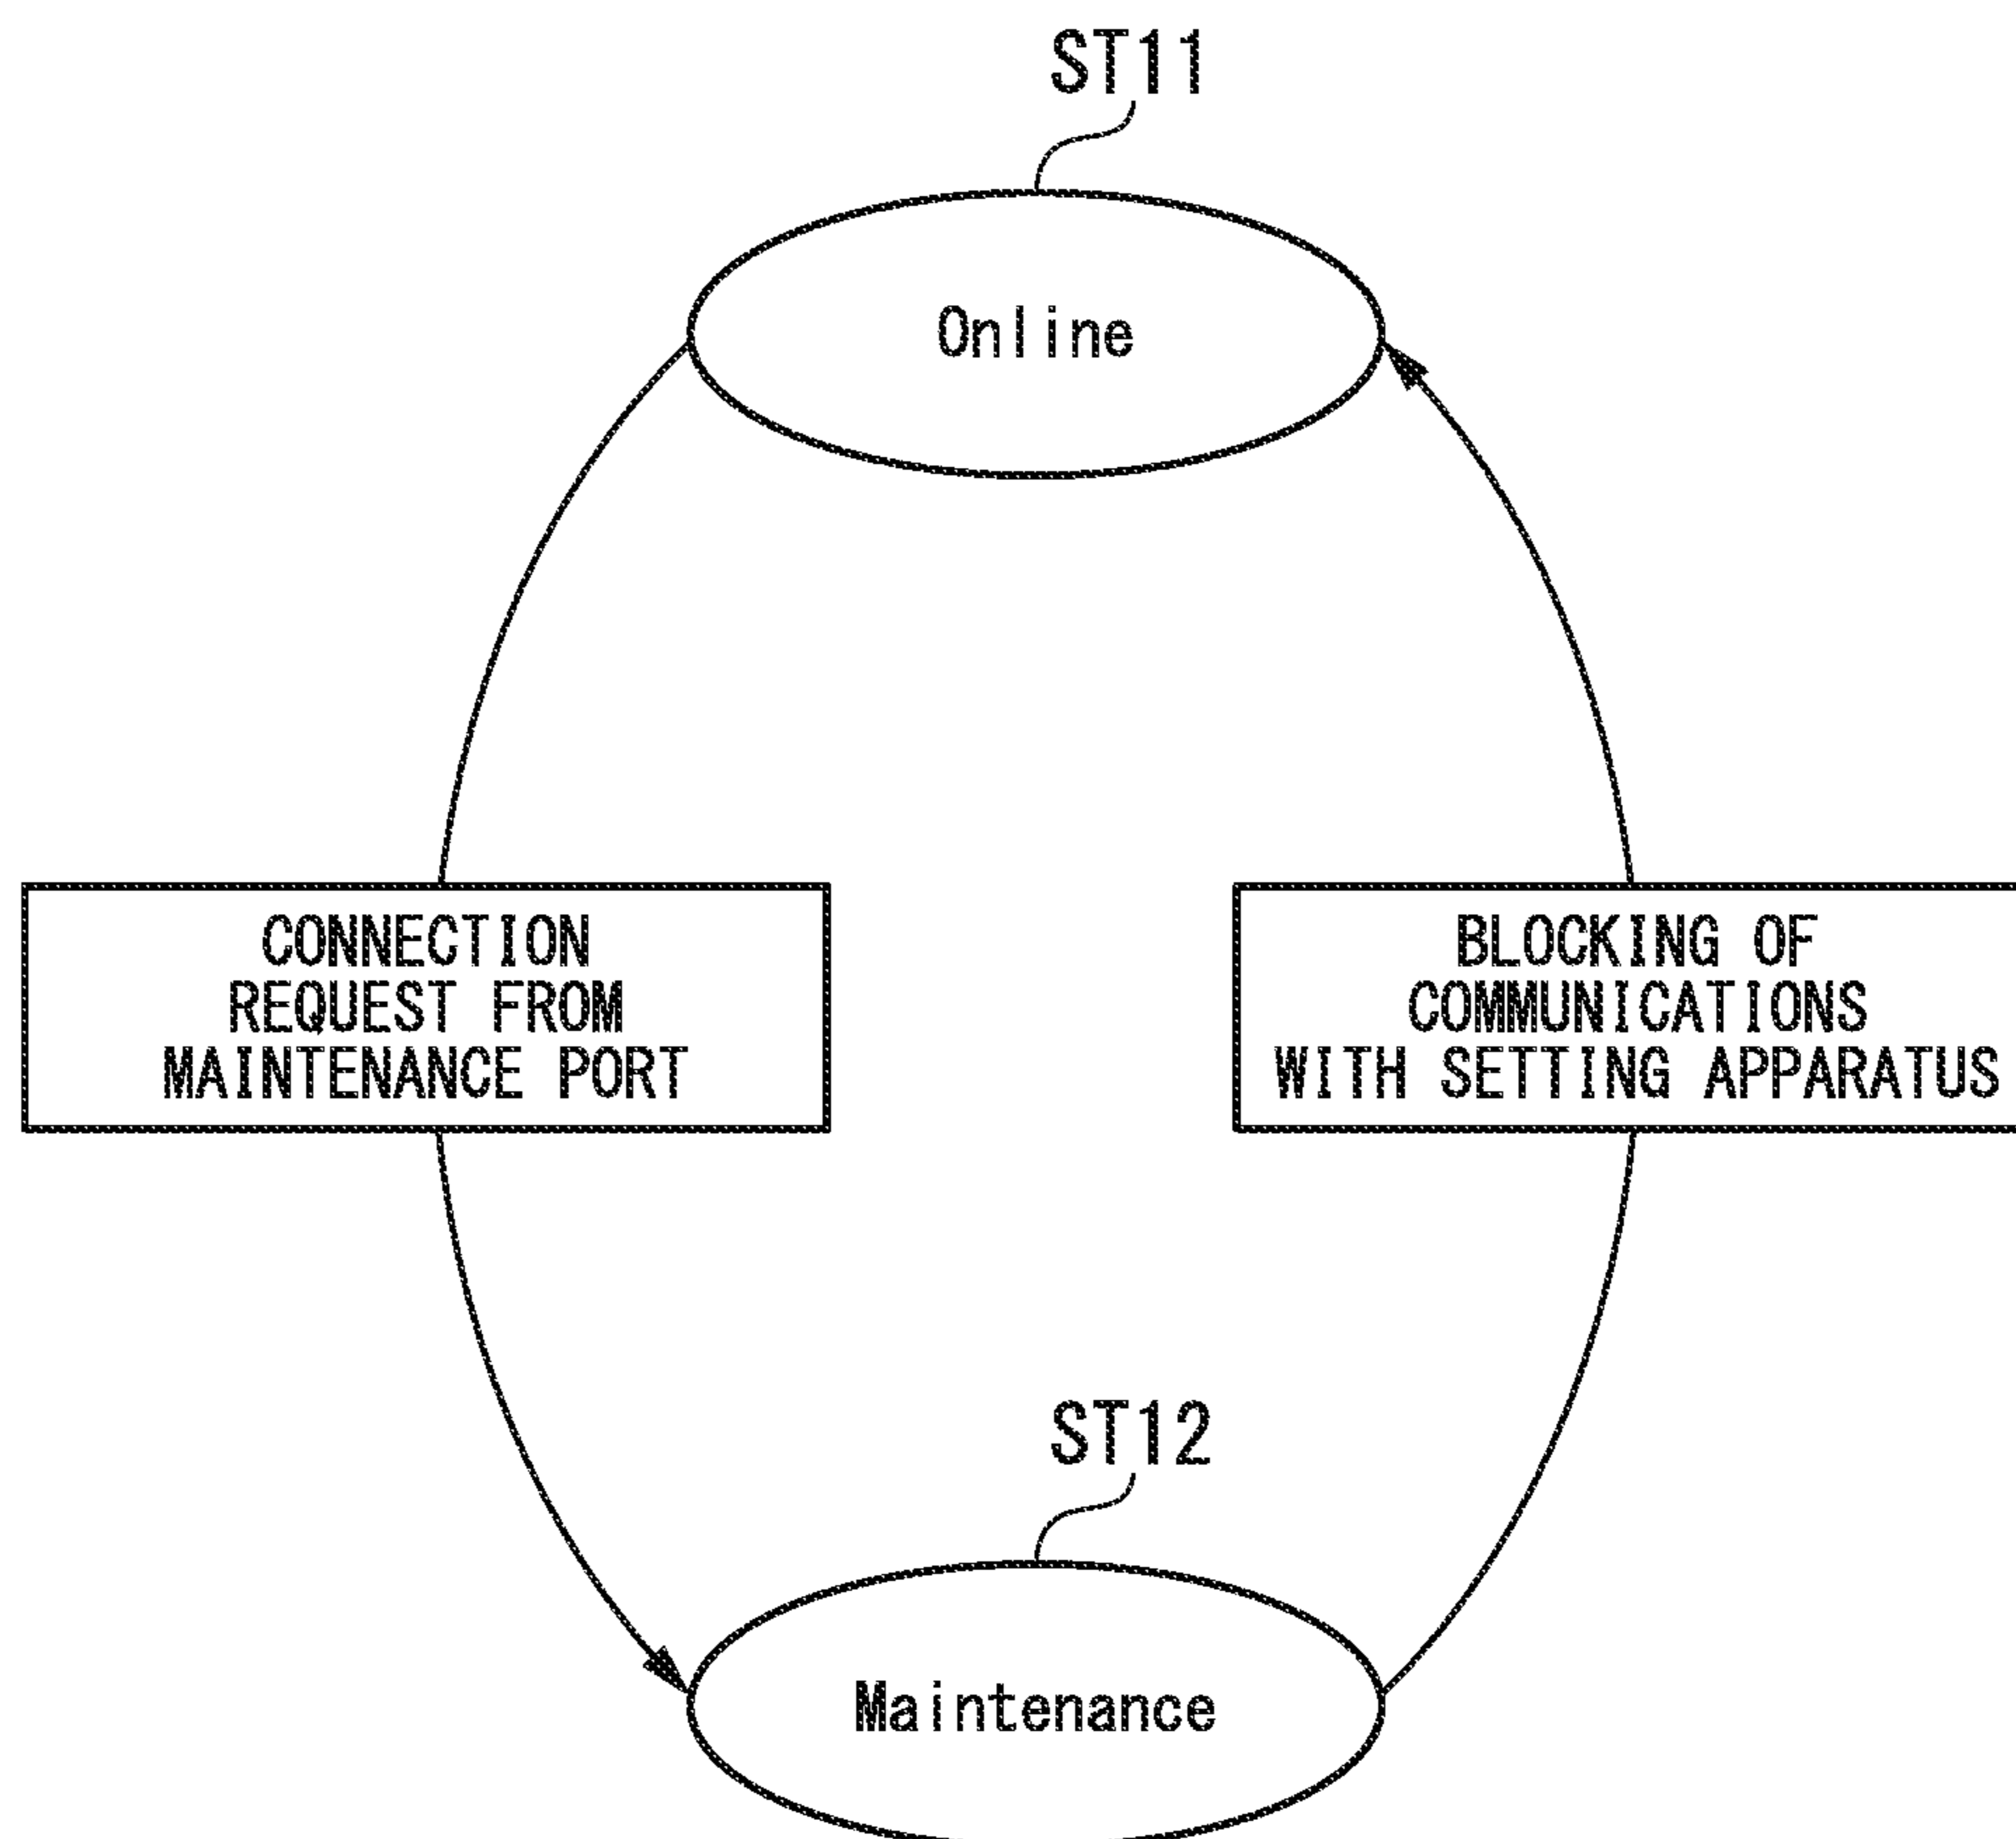 ST11
Online
CONNECTION
REQUEST FROM
MAINTENANCE PORT
BLOCKING OF
COMMUNICATIONS
WITH SETTING APPARATUS
ST12
Maintenance